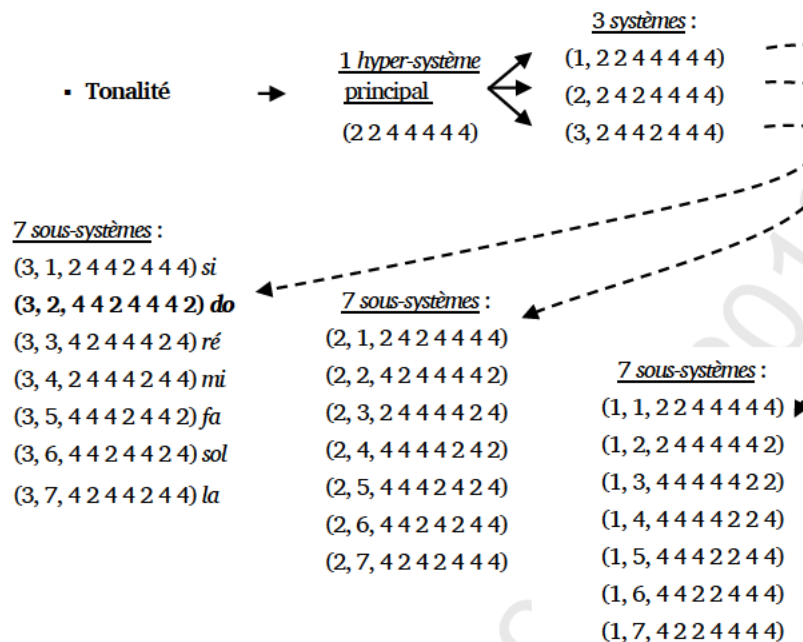 3 systèmes :
1 hyper-système
principal
(2 2 4 4 4 4 4)
(1, 2 2 4 4 4 4 4)
(2, 2 4 2 4 4 4 4)
(3, 2 4 4 2 4 4 4)
▪ Tonalité
7 sous-systèmes :
(3, 1, 2 4 4 2 4 4 4) si
(3, 2, 4 4 2 4 4 4 2) do
(3, 3, 4 2 4 4 4 2 4) ré
(3, 4, 2 4 4 4 2 4 4) mi
(3, 5, 4 4 4 2 4 4 2) fa
(3, 6, 4 4 2 4 4 2 4) sol
(3, 7, 4 2 4 4 2 4 4) la
7 sous-systèmes :
(2, 1, 2 4 2 4 4 4 4)
(2, 2, 4 2 4 4 4 4 2)
(2, 3, 2 4 4 4 4 2 4)
(2, 4, 4 4 4 4 2 4 2)
(2, 5, 4 4 4 2 4 2 4)
(2, 6, 4 4 2 4 2 4 4)
(2, 7, 4 2 4 2 4 4 4)
7 sous-systèmes :
(1, 1, 2 2 4 4 4 4 4)
(1, 2, 2 4 4 4 4 4 2)
(1, 3, 4 4 4 4 4 2 2)
(1, 4, 4 4 4 4 2 2 4)
(1, 5, 4 4 4 2 2 4 4)
(1, 6, 4 4 2 2 4 4 4)
(1, 7, 4 2 2 4 4 4 4)